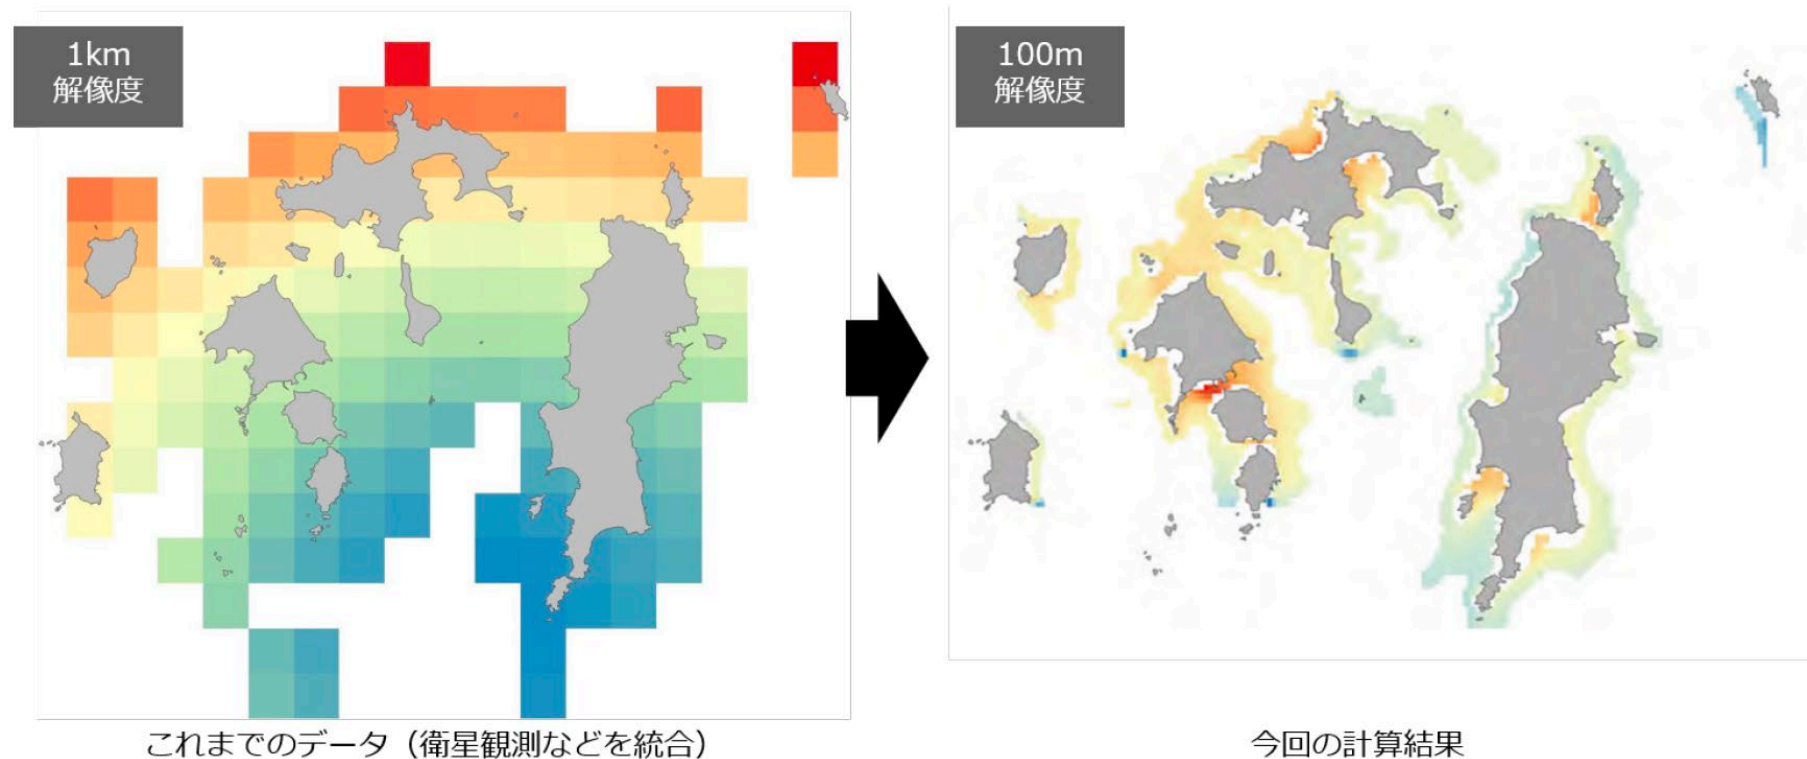 1km
解像度
100m
解像度
これまでのデータ（衛星観測などを統合）
今回の計算結果